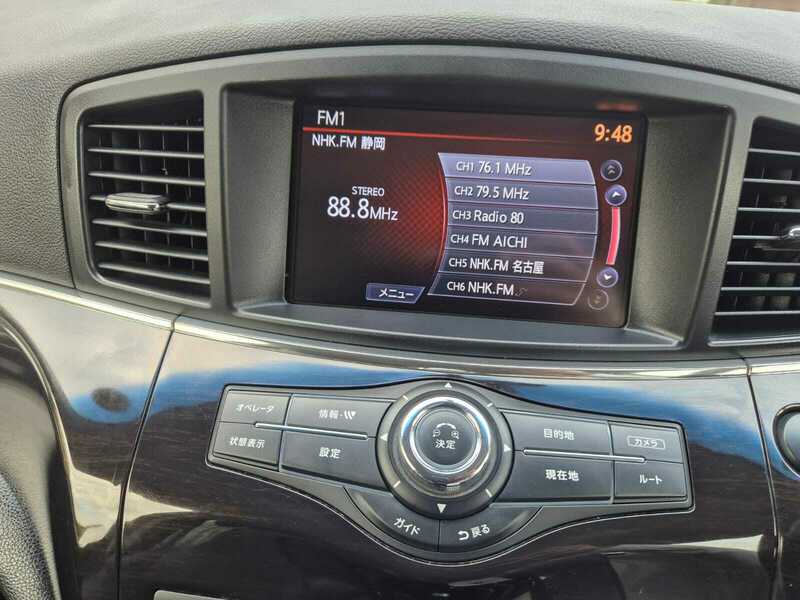 FM1
9:48
NHK.FM 静岡
STEREO
88.8MHz
CH1 76.1 MHz
CH2 79.5 MHz
CH3 Radio 80
CH4 FM AICHI
CH5 NHK.FM 名古屋
CH6 NHK.FM
メニュー
オペレータ
情報・
状態表示
設定
決定
目的地
カメラ
現在地
ルート
ガイド
戻る